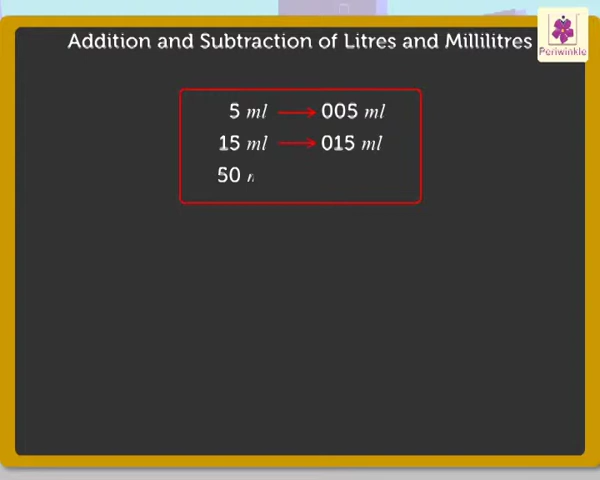 Addition and Subtraction of Litres and Millilitres
Periwinkle
5 ml → 005 ml
15 ml → 015 ml
50